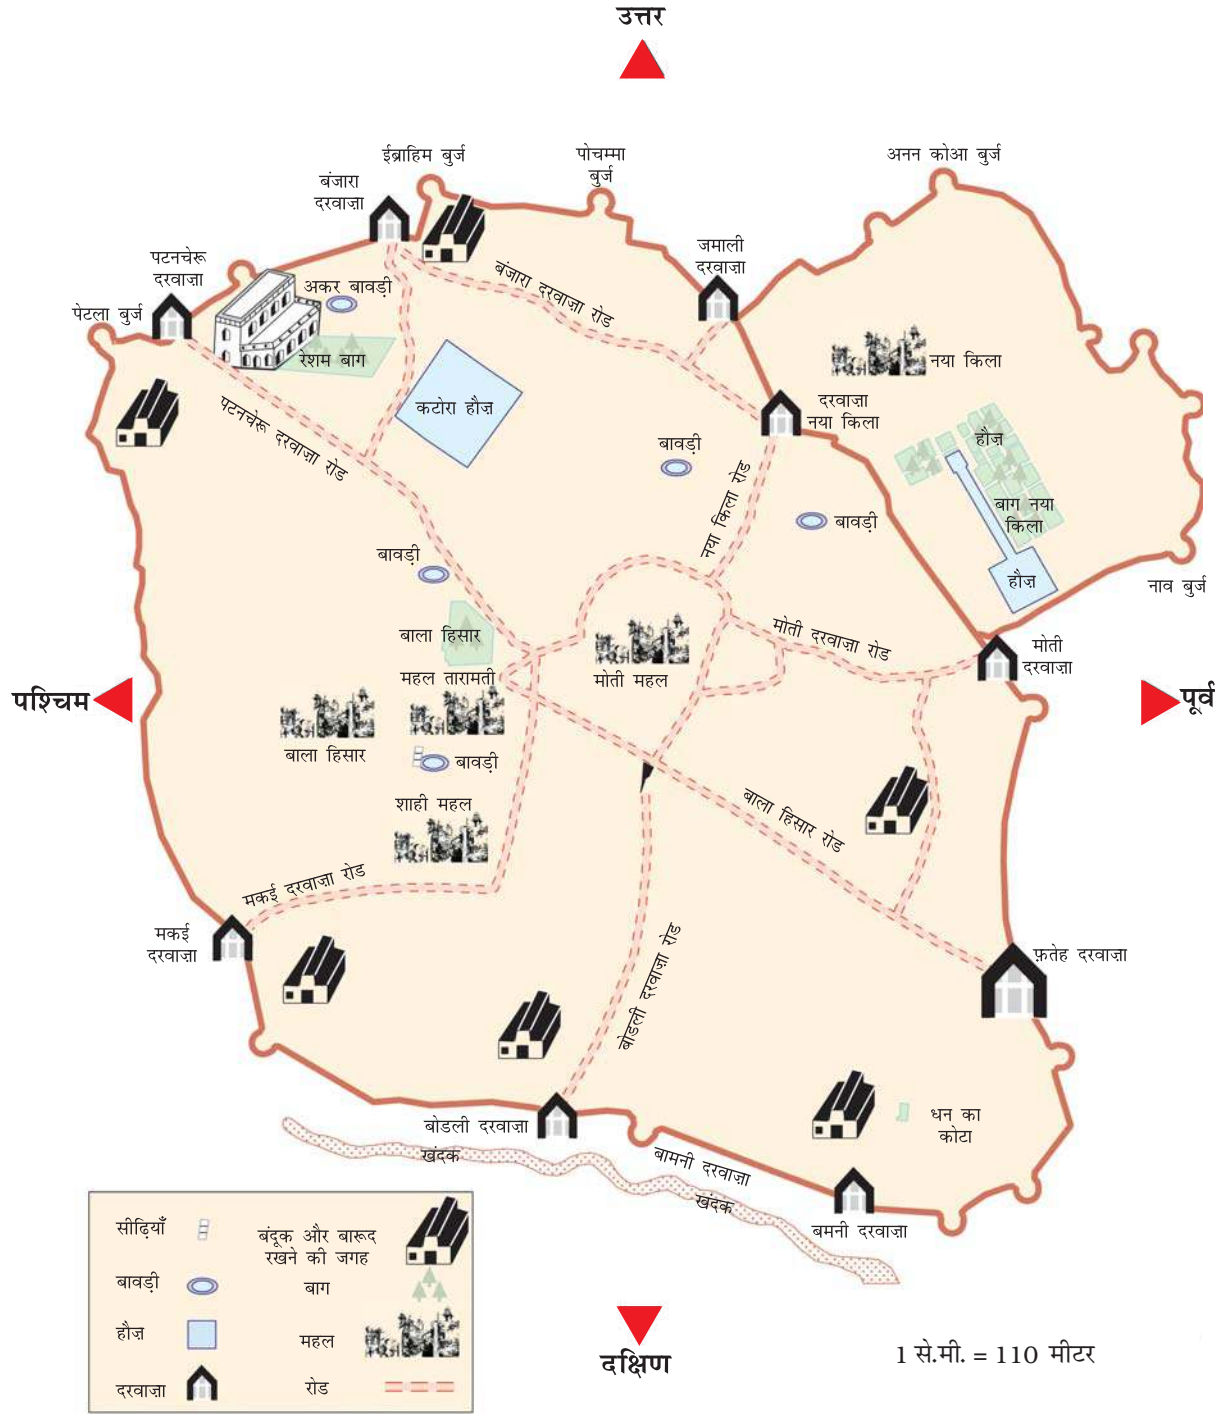 उत्तर
ईब्राहिम बुर्ज
पोचम्मा
बुर्ज
अनन कोआ बुर्ज
बंजारा
दरवाज़ा
पटनचेरू
दरवाज़ा
जमाली
दरवाज़ा
पेटला बुर्ज
अकर बावड़ी
बंजारा दरवाज़ा रोड
रेशम बाग
नया किला
कटोरा हौज़
दरवाज़ा
नया किला
पटनचेरू दरवाज़ा रोड
बावड़ी
हौज़
नया किला रोड
बाग नया
किला
बावड़ी
बावड़ी
हौज़
नाव बुर्ज
बाला हिसार
मोती दरवाज़ा रोड
मोती
दरवाज़ा
महल तारामती
मोती महल
पश्चिम
पूर्व
बाला हिसार
बावड़ी
शाही महल
बाला हिसार रोड
मकई दरवाज़ा रोड
मकई
दरवाज़ा
फ़तेह दरवाज़ा
बोडली दरवाज़ा रोड
धन का
कोटा
बोडली दरवाज़ा
खंदक
बामनी दरवाज़ा
खंदक
बमनी दरवाज़ा
सीढ़ियाँ
बंदूक और बारूद
रखने की जगह
बावड़ी
बाग
हौज़
महल
दरवाज़ा
रोड
दक्षिण
1 से.मी. = 110 मीटर